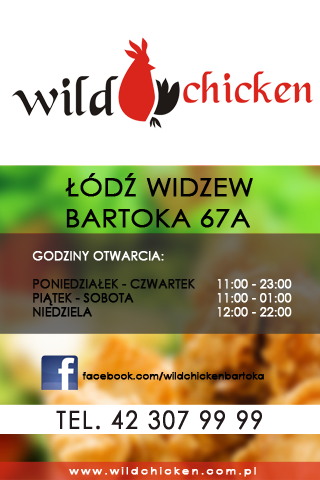 wild chicken
ŁÓDŹ WIDZEW
BARTOKA 67A
GODZINY OTWARCIA:
PONIEDZIAŁEK - CZWARTEK 11:00 - 23:00
PIĄTEK - SOBOTA 11:00 - 01:00
NIEDZIELA 12:00 - 22:00
f facebook.com/wildchickenbartoka
TEL. 42 307 99 99
www.wildchicken.com.pl